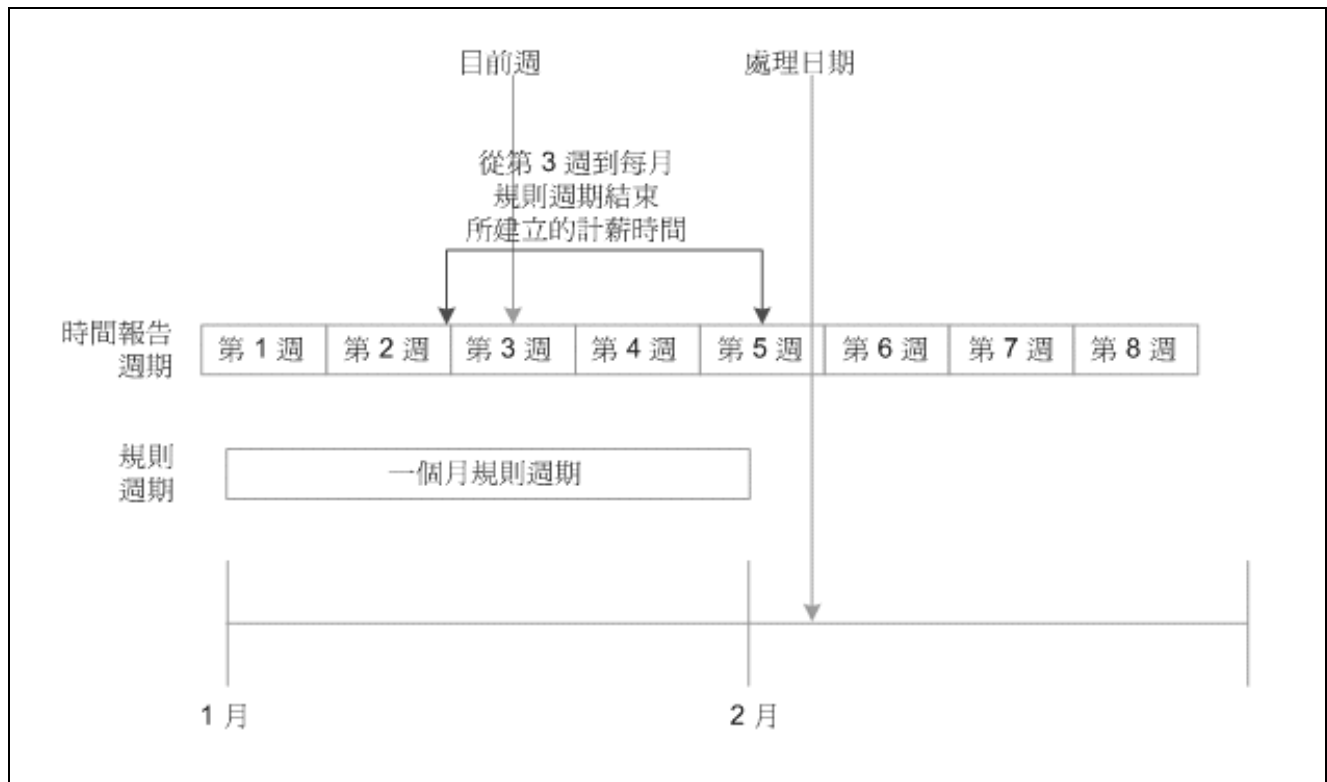 目前週
處理日期
從第 3 週到每月
規則週期結束
所建立的計薪時間
時間報告
週期
第 1 週
第 2 週
第 3 週
第 4 週
第 5 週
第 6 週
第 7 週
第 8 週
規則
週期
一個月規則週期
1 月
2 月